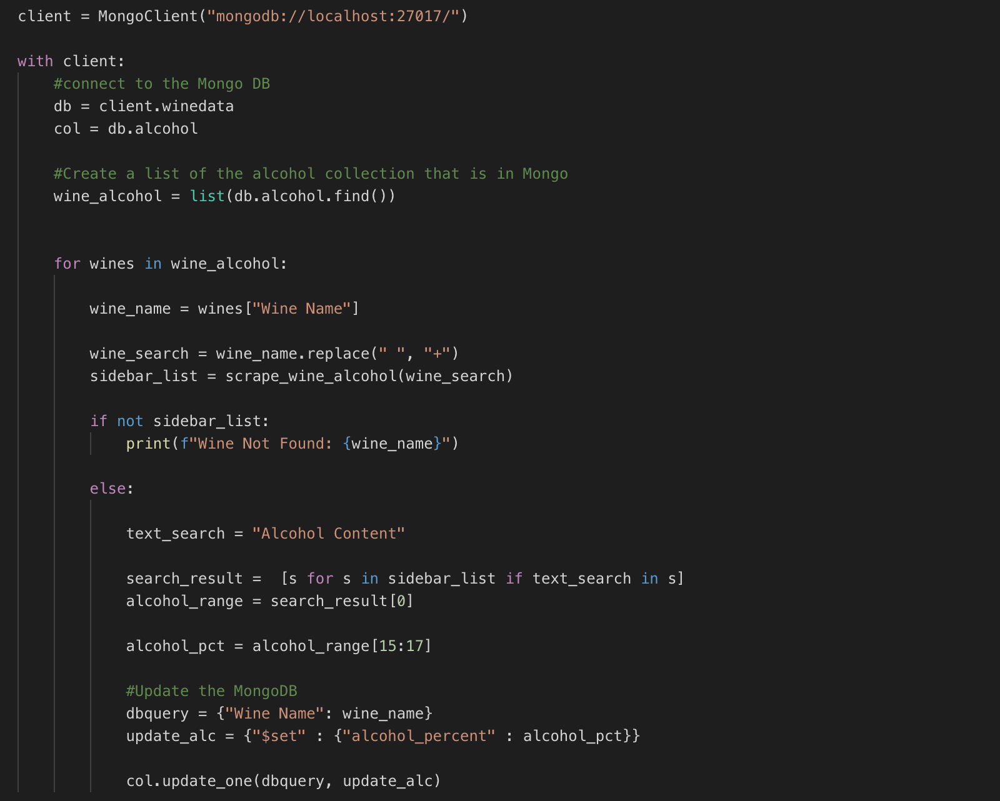 client = MongoClient("mongodb://localhost:27017/")
with client:
#connect to the Mongo DB
db = client.winedata
col = db.alcohol
#Create a list of the alcohol collection that is in Mongo
wine_alcohol = list(db.alcohol.find())
for wines in wine_alcohol:
wine_name = wines["Wine Name"]
wine_search = wine_name.replace(" ", "+")
sidebar_list = scrape_wine_alcohol(wine_search)
if not sidebar_list:
print(f"Wine Not Found: {wine_name}")
else:
text_search = "Alcohol Content"
search_result =  [s for s in sidebar_list if text_search in s]
alcohol_range = search_result[0]
alcohol_pct = alcohol_range[15:17]
#Update the MongoDB
dbquery = {"Wine Name": wine_name}
update_alc = {"$set" : {"alcohol_percent" : alcohol_pct}}
col.update_one(dbquery, update_alc)